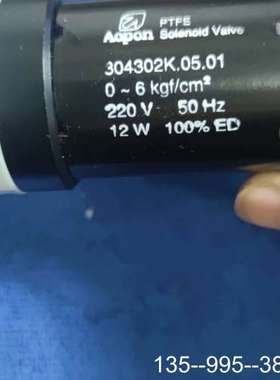 Aopon
PTFE
Solenoid Valve
304302K.05.01
0 ~ 6 kgf/cm²
220 V 50 Hz
12 W 100% ED
135--995--38